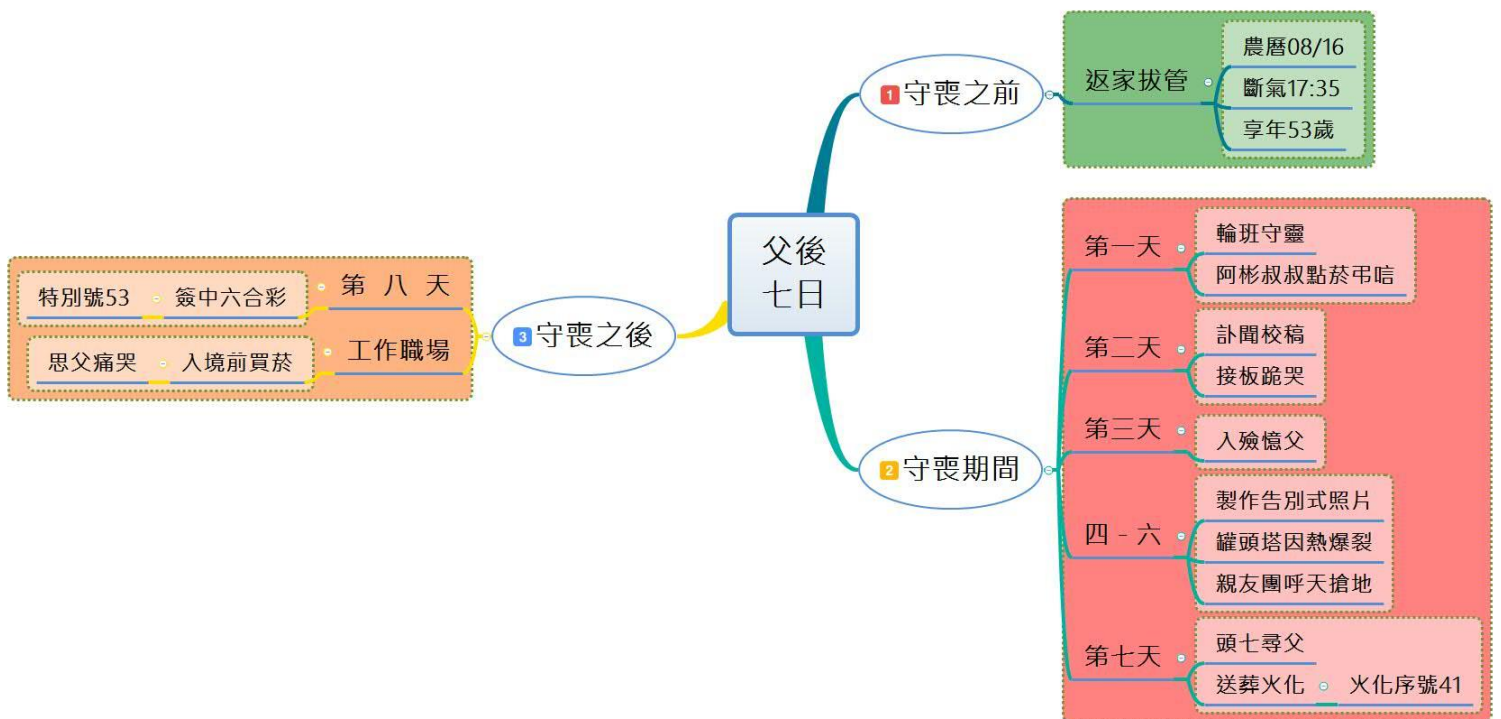 父後
七日
1 守喪之前
返家拔管
農曆08/16
斷氣17:35
享年53歲
2 守喪期間
第一天
輪班守靈
阿彬叔叔點菸弔唁
第二天
訃聞校稿
接板跪哭
第三天
入殮憶父
四 - 六
製作告別式照片
罐頭塔因熱爆裂
親友團呼天搶地
第七天
頭七尋父
送葬火化
火化序號41
3 守喪之後
第 八 天
簽中六合彩
特別號53
工作職場
入境前買菸
思父痛哭